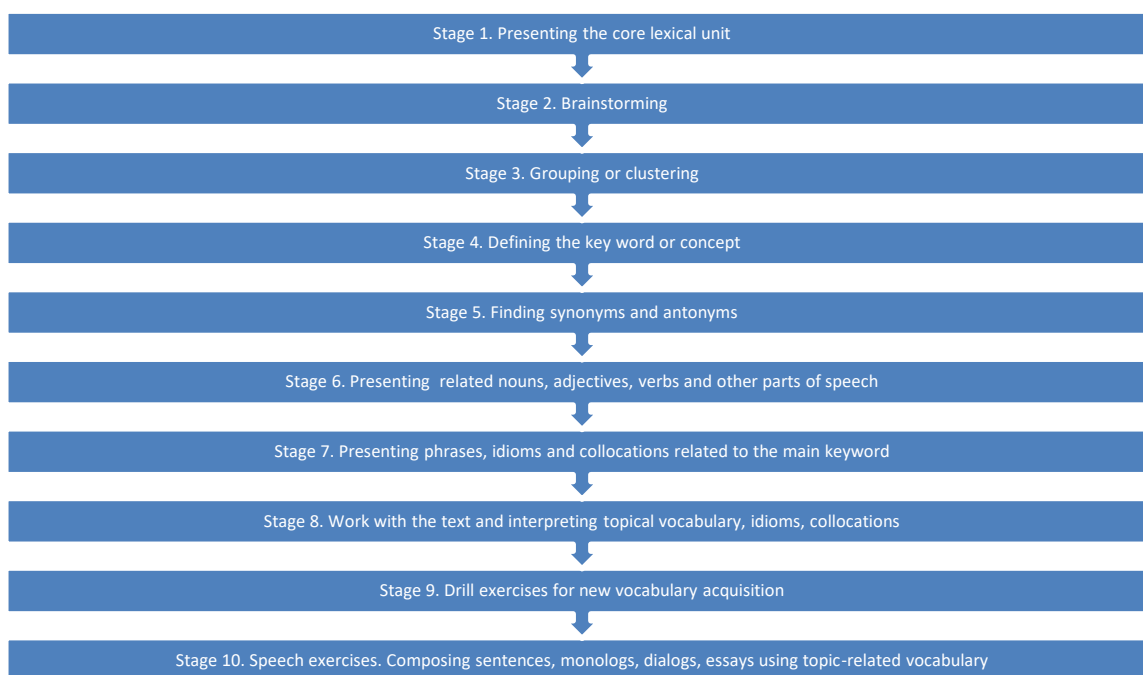 Stage 1. Presenting the core lexical unit
Stage 2. Brainstorming
Stage 3. Grouping or clustering
Stage 4. Defining the key word or concept
Stage 5. Finding synonyms and antonyms
Stage 6. Presenting  related nouns, adjectives, verbs and other parts of speech
Stage 7. Presenting phrases, idioms and collocations related to the main keyword
Stage 8. Work with the text and interpreting topical vocabulary, idioms, collocations
Stage 9. Drill exercises for new vocabulary acquisition
Stage 10. Speech exercises. Composing sentences, monologs, dialogs, essays using topic-related vocabulary